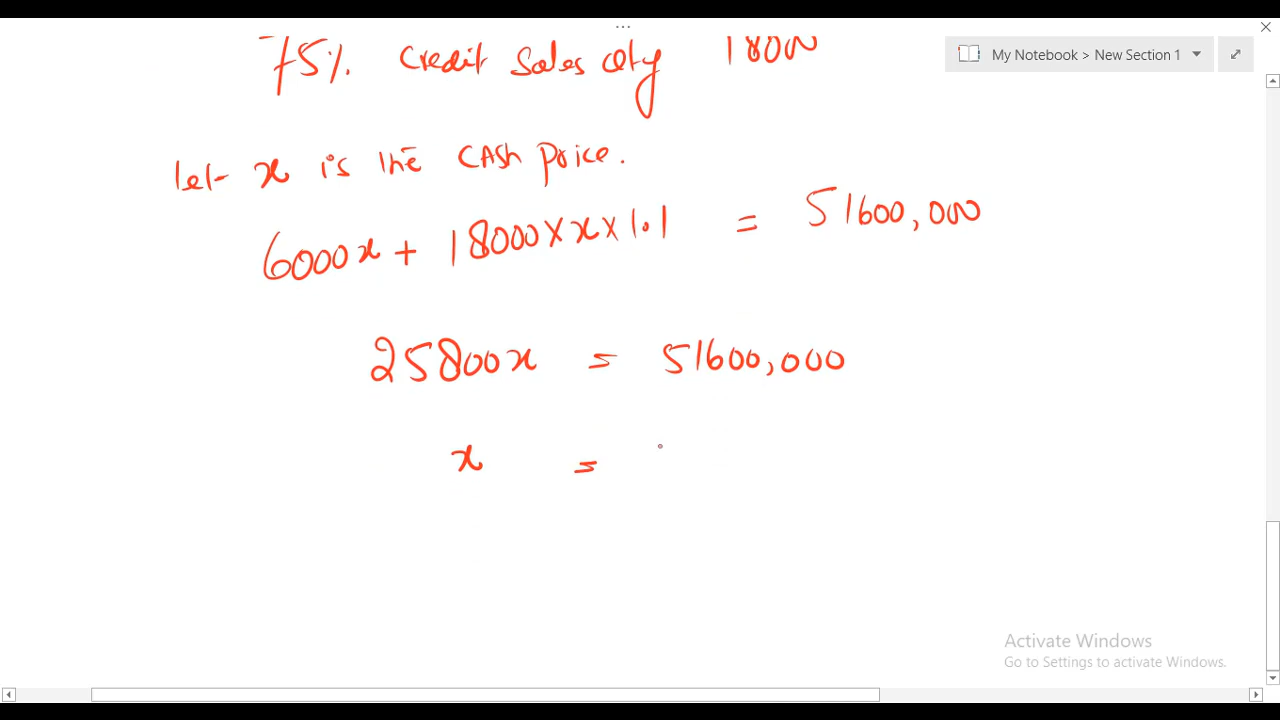 ...
My Notebook > New Section 1
75% Credit Sales Qty
let x is the CASh price.
6000x + 18000 × x × 1.1 = 51600,000
25800x = 51600,000
x =
Activate Windows
Go to Settings to activate Windows.